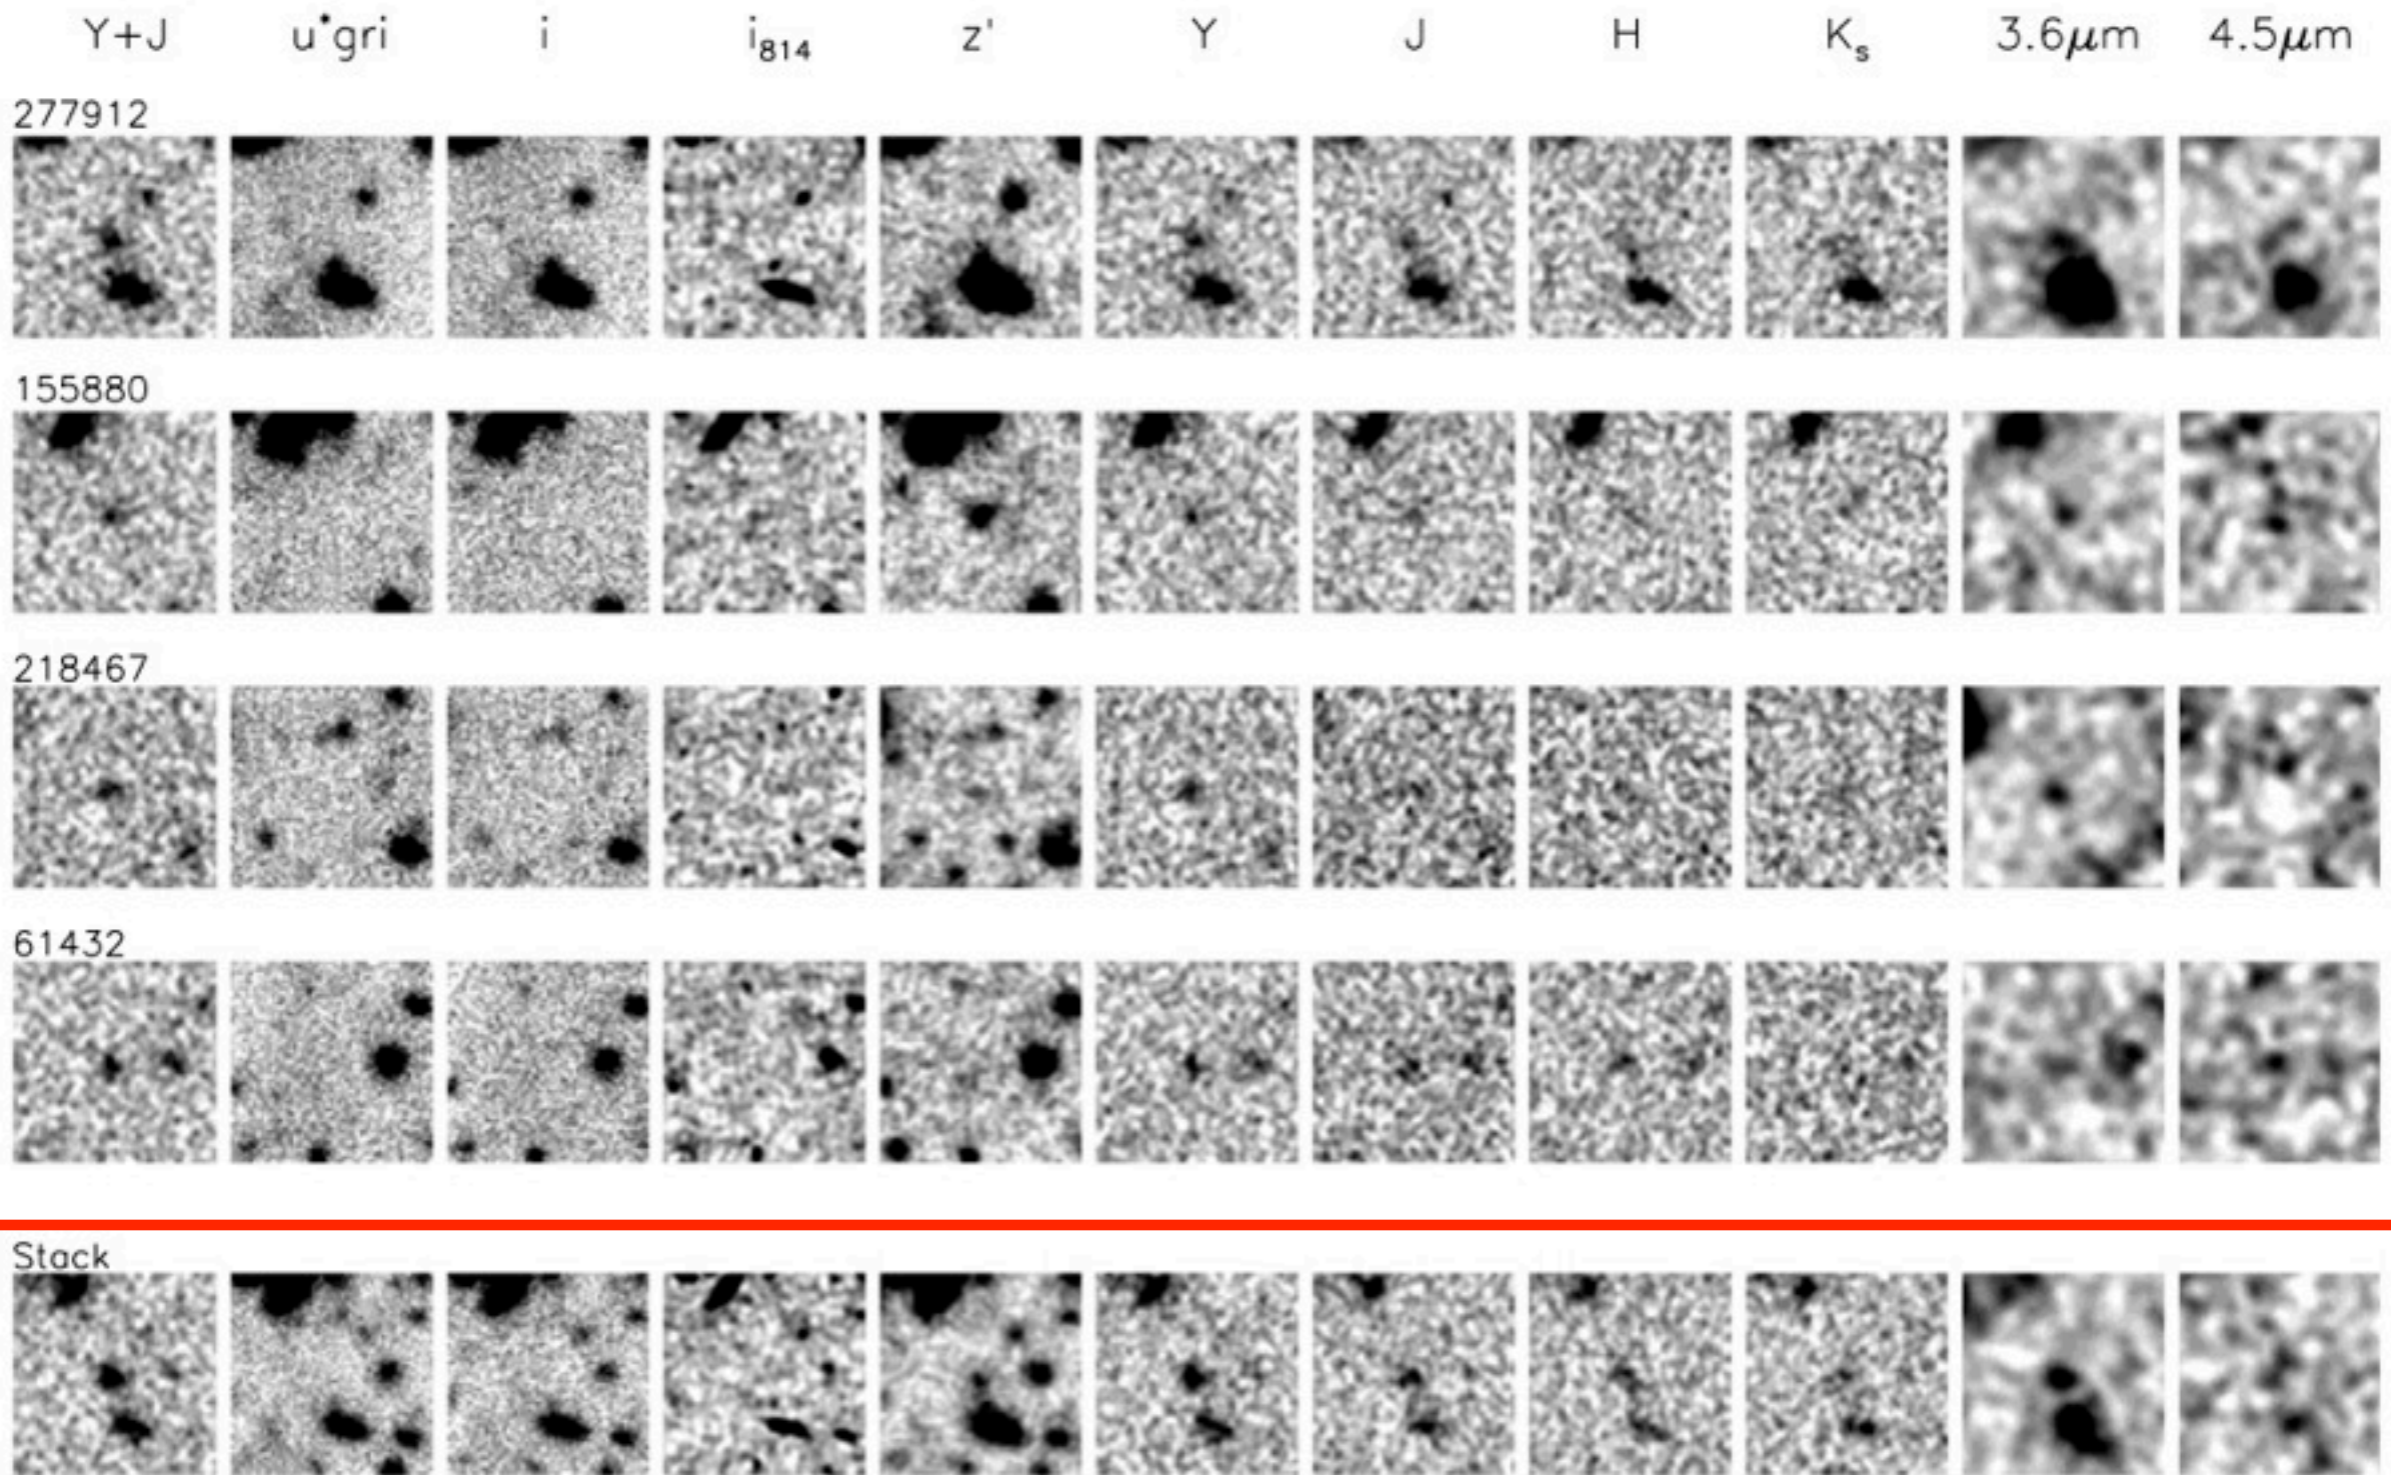 Y+J u*gri i i814 z' Y J H Ks 3.6μm 4.5μm
277912
155880
218467
61432
Stack